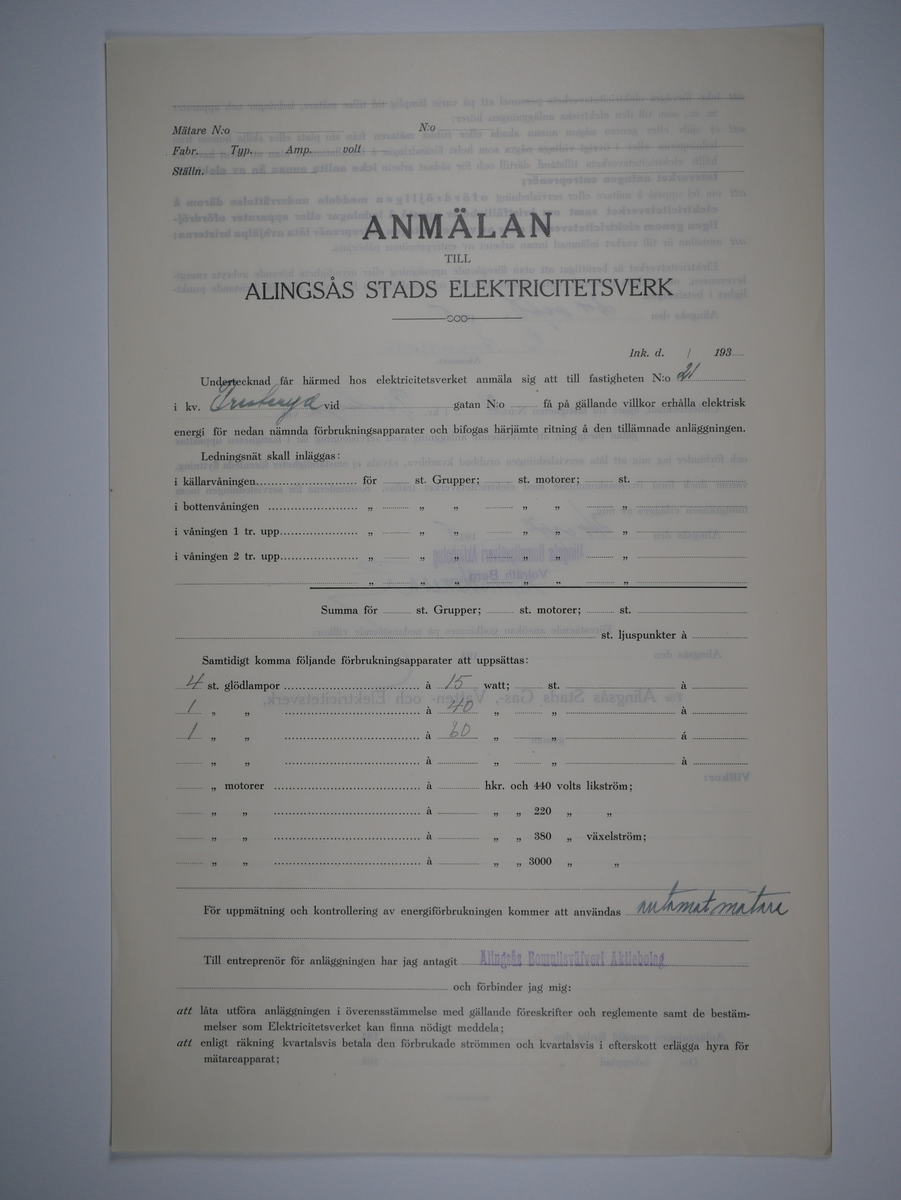 Mätare N:o N:o
Fabr. Typ. Amp. volt
Ställn.
ANMÄLAN
TILL
ALINGSÅS STADS ELEKTRICITETSVERK
Ink. d. / 193
Undertecknad får härmed hos elektricitetsverket anmäla sig att till fastigheten N:o 21
i kv. vid gatan N:o få på gällande villkor erhålla elektrisk
energi för nedan nämnda förbrukningsapparater och bifogas härjämte ritning å den tillämnade anläggningen.
Ledningsnät skall inläggas:
i källarvåningen för st. Grupper; st. motorer; st.
i bottenvåningen „ „ „ „ „ „
i våningen 1 tr. upp „ „ „ „ „ „
i våningen 2 tr. upp „ „ „ „ „ „
„ „ „ „ „ „
Summa för st. Grupper; st. motorer; st.
st. ljuspunkter à
Samtidigt komma följande förbrukningsapparater att uppsättas:
4 st. glödlampor à 15 watt; st. à
1 „ „ à 40 „ „ à
1 „ „ à 60 „ „ á
„ „ à „ „ à
„ motorer à hkr. och 440 volts likström;
„ „ à „ „ 220 „ „
„ „ à „ „ 380 „ växelström;
„ „ à „ „ 3000 „ „
För uppmätning och kontrollering av energiförbrukningen kommer att användas automatmätare
Till entreprenör för anläggningen har jag antagit Alingsås Bomullsväfveri Aktiebolag
och förbinder jag mig:
att låta utföra anläggningen i överensstämmelse med gällande föreskrifter och reglemente samt de bestäm-
melser som Elektricitetsverket kan finna nödigt meddela;
att enligt räkning kvartalsvis betala den förbrukade strömmen och kvartalsvis i efterskott erlägga hyra för
mätareapparat;